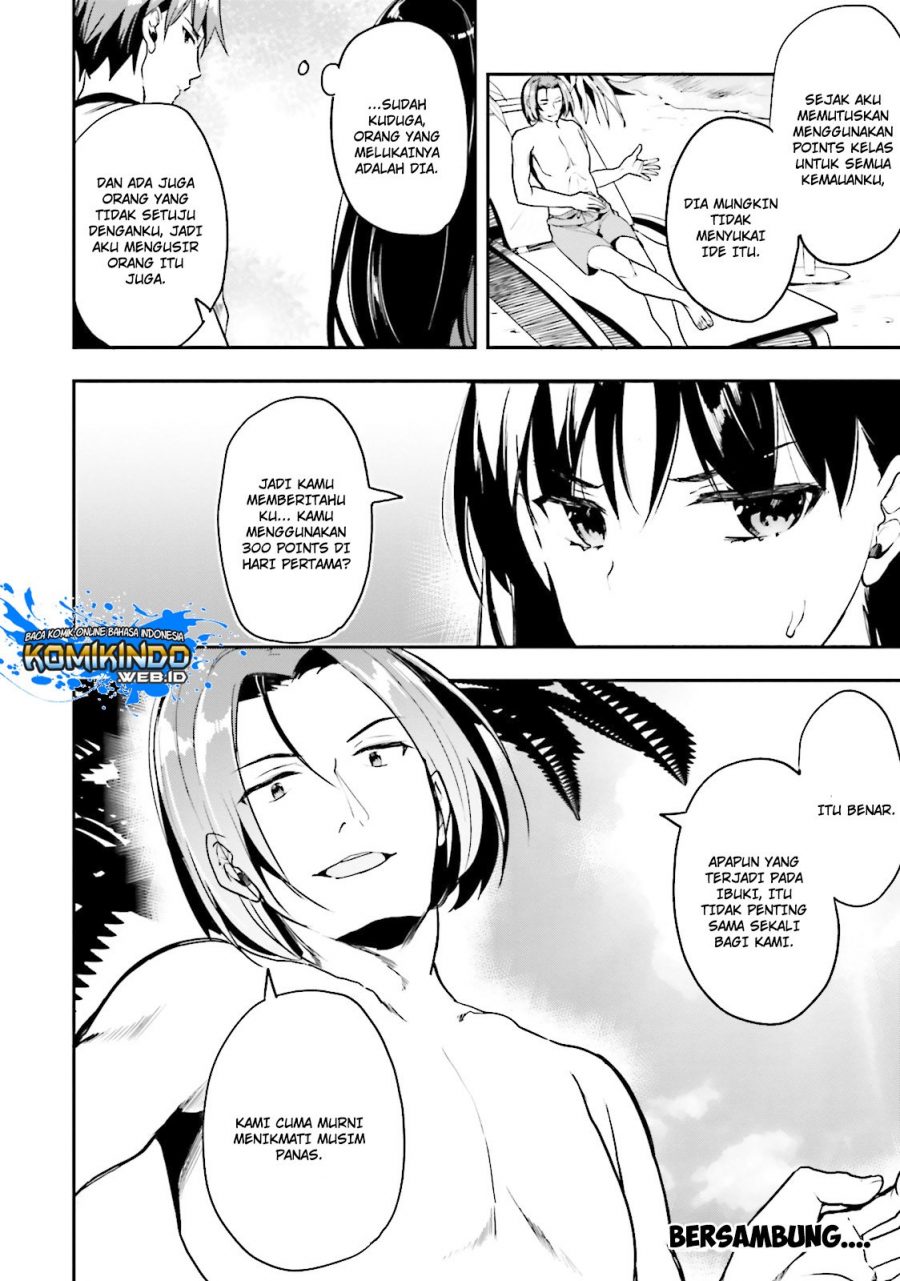 SEJAK AKU
MEMUTUSKAN
MENGGUNAKAN
POINTS KELAS
UNTUK SEMUA
KEMAUANKU,
DIA MUNGKIN
TIDAK
MENYUKAI
IDE ITU.
...SUDAH
KUDUGA,
ORANG YANG
MELUKAINYA
ADALAH DIA.
DAN ADA JUGA
ORANG YANG
TIDAK SETUJU
DENGANKU, JADI
AKU MENGUSIR
ORANG ITU
JUGA.
JADI KAMU
MEMBERITAHU
KU... KAMU
MENGGUNAKAN
300 POINTS DI
HARI PERTAMA?
BACA KOMIK ONLINE BAHASA INDONESIA
KOMIKINDO
WEB.ID
ITU BENAR.
APAPUN YANG
TERJADI PADA
IBUKI, ITU
TIDAK PENTING
SAMA SEKALI
BAGI KAMI.
KAMI CUMA MURNI
MENIKMATI MUSIM
PANAS.
BERSAMBUNG....